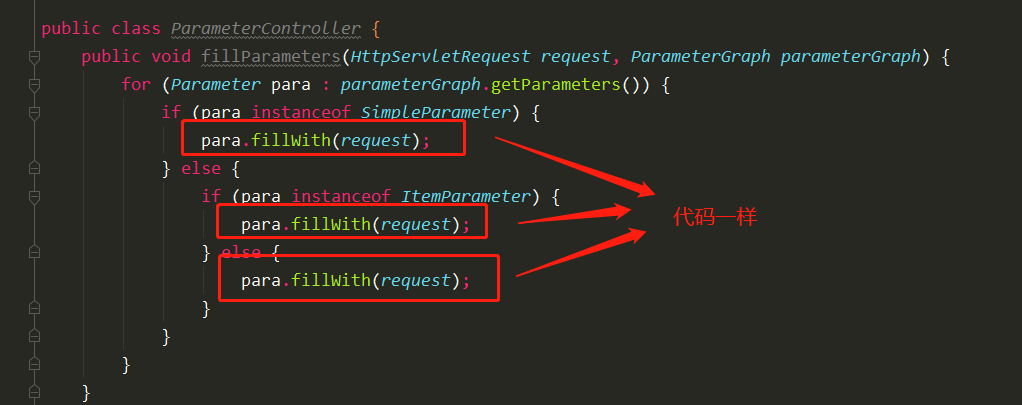 public class ParameterController {
public void fillParameters(HttpServletRequest request, ParameterGraph parameterGraph) {
for (Parameter para : parameterGraph.getParameters()) {
if (para instanceof SimpleParameter) {
para.fillWith(request);
} else {
if (para instanceof ItemParameter) {
para.fillWith(request);
代码一样
} else {
para.fillWith(request);
}
}
}
}